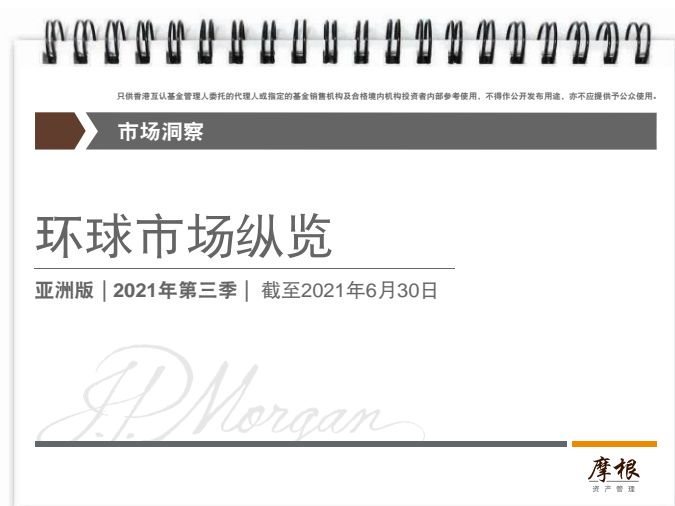 只供香港互认基金管理人委托的代理人或指定的基金销售机构及合格境内机构投资者内部参考使用、不得作公开发布用途、亦不应提供予公众使用。
市场洞察
环球市场纵览
亚洲版 | 2021年第三季 | 截至2021年6月30日
J.P. Morgan
摩根
资产管理